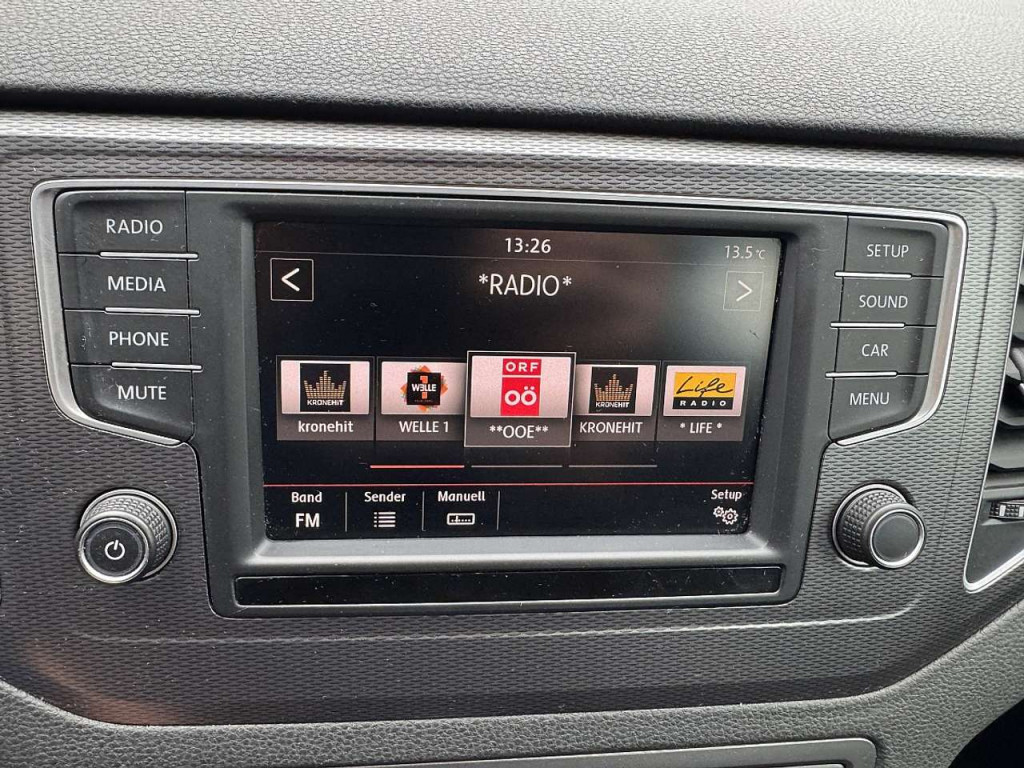 RADIO
MEDIA
PHONE
MUTE
13:26
13.5°C
<
*RADIO*
>
KRONEHIT
kronehit
WELLE
1
WELLE 1
ORF
oö
**OOE**
KRONEHIT
KRONEHIT
Life
RADIO
* LIFE *
Band
FM
Sender
Manuell
Setup
SETUP
SOUND
CAR
MENU